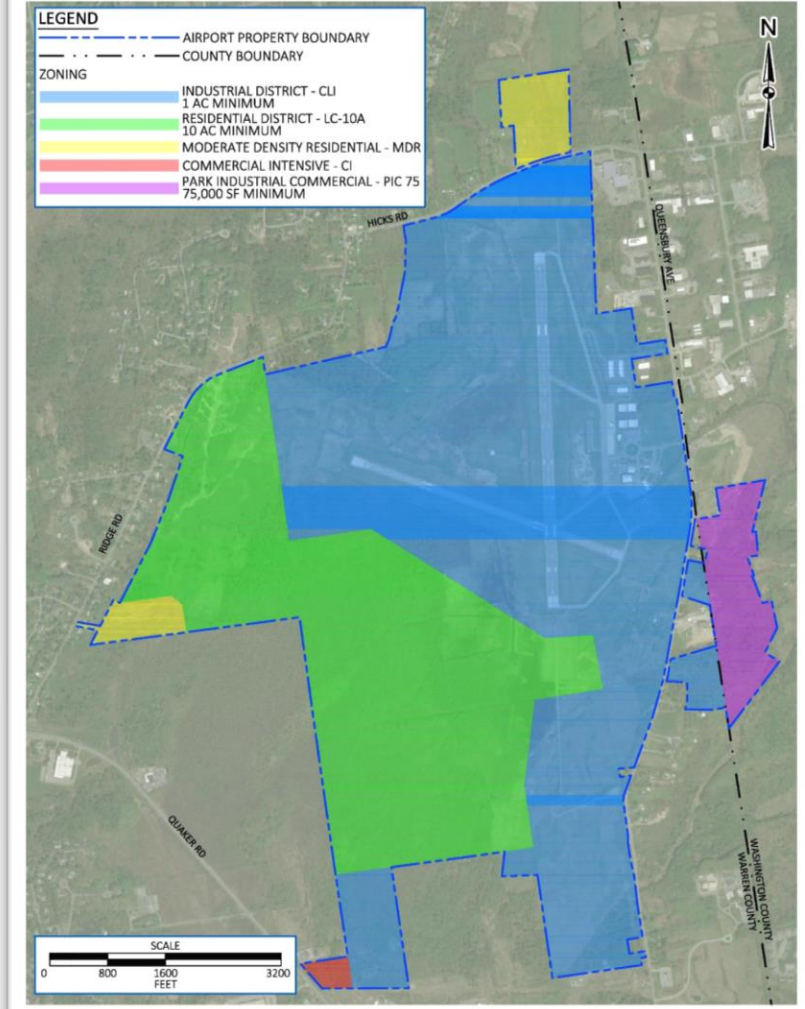 LEGEND
AIRPORT PROPERTY BOUNDARY
COUNTY BOUNDARY
ZONING
INDUSTRIAL DISTRICT - CLI
1 AC MINIMUM
RESIDENTIAL DISTRICT - LC-10A
10 AC MINIMUM
MODERATE DENSITY RESIDENTIAL - MDR
COMMERCIAL INTENSIVE - CI
PARK INDUSTRIAL COMMERCIAL - PIC 75
75,000 SF MINIMUM
N
HICKS RD
QUEENSBURY AVE
RIDGE RD
QUAKER RD
WASHINGTON COUNTY
WARREN COUNTY
SCALE
0 800 1600 3200
FEET